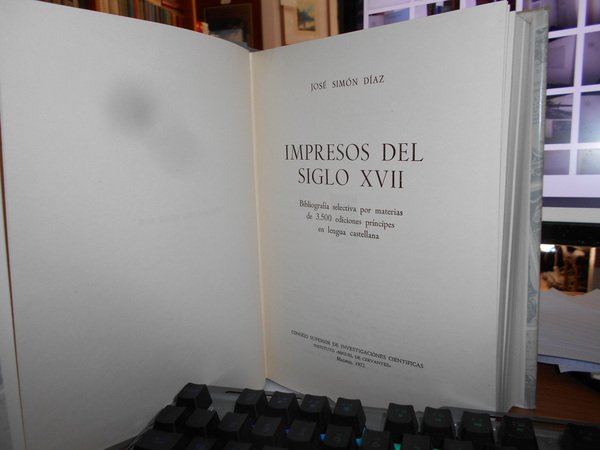 JOSÉ SIMÓN DÍAZ
IMPRESOS DEL
SIGLO XVII
Bibliografía selectiva por materias
de 3.500 ediciones príncipes
en lengua castellana
CONSEJO SUPERIOR DE INVESTIGACIONES CIENTIFICAS
INSTITUTO «MIGUEL DE CERVANTES»
Madrid, 1972